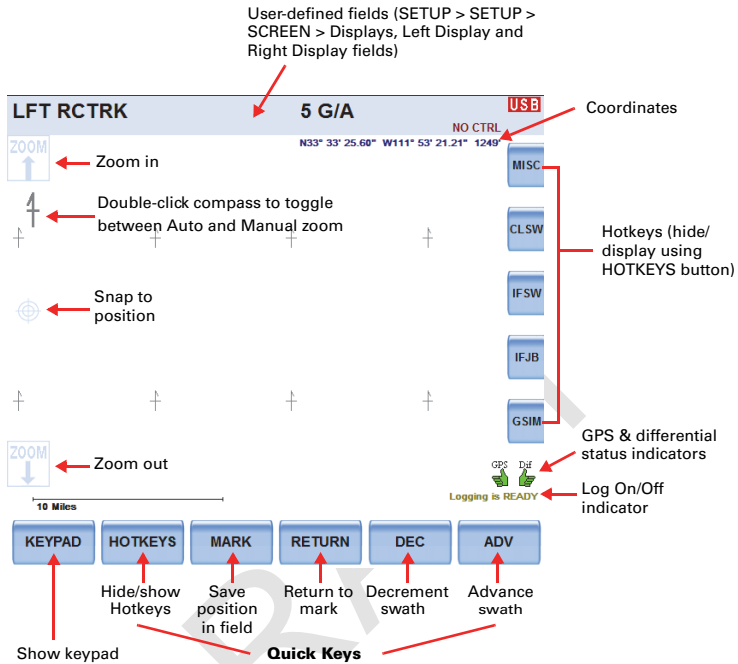 User-defined fields (SETUP > SETUP >
SCREEN > Displays, Left Display and
Right Display fields)
LFT RCTRK
5 G/A
USB
NO CTRL
Coordinates
N33° 33' 25.60" W111° 53' 21.21" 1249'
ZOOM
Zoom in
MISC
Double-click compass to toggle
between Auto and Manual zoom
CLSW
Hotkeys (hide/
display using
HOTKEYS button)
Snap to
position
IFSW
IFJB
GSIM
ZOOM
Zoom out
GPS Dif
GPS & differential
status indicators
Logging is READY
Log On/Off
indicator
10 Miles
KEYPAD
HOTKEYS
MARK
RETURN
DEC
ADV
Hide/show
Hotkeys
Save
position
in field
Return to
mark
Decrement
swath
Advance
swath
Show keypad
Quick Keys